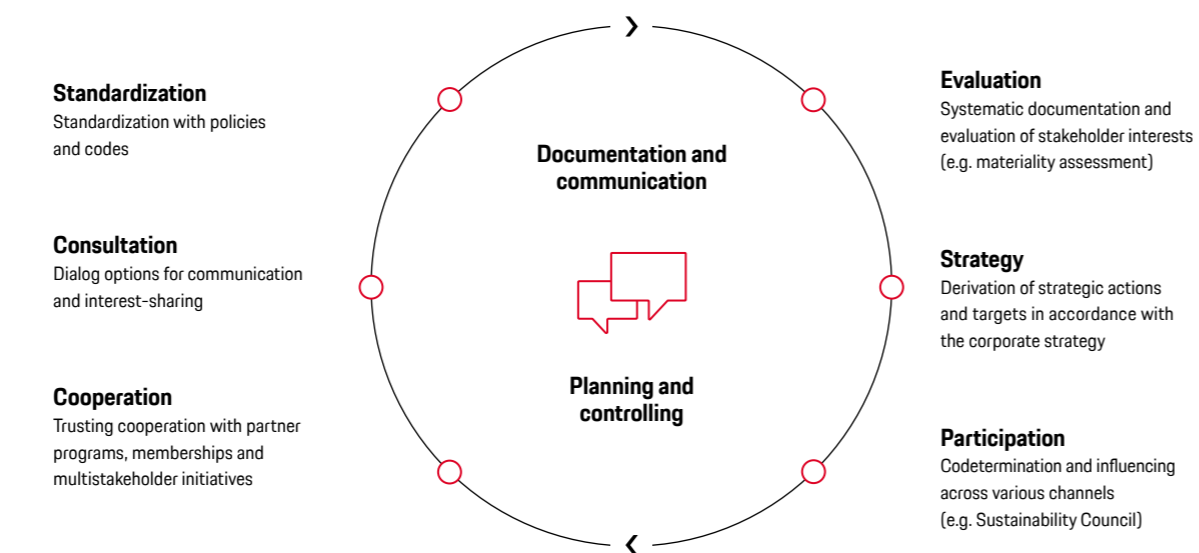 Standardization
Standardization with policies
and codes
Consultation
Dialog options for communication
and interest-sharing
Cooperation
Trusting cooperation with partner
programs, memberships and
multistakeholder initiatives
Documentation and
communication
Planning and
controlling
Evaluation
Systematic documentation and
evaluation of stakeholder interests
(e.g. materiality assessment)
Strategy
Derivation of strategic actions
and targets in accordance with
the corporate strategy
Participation
Codetermination and influencing
across various channels
(e.g. Sustainability Council)